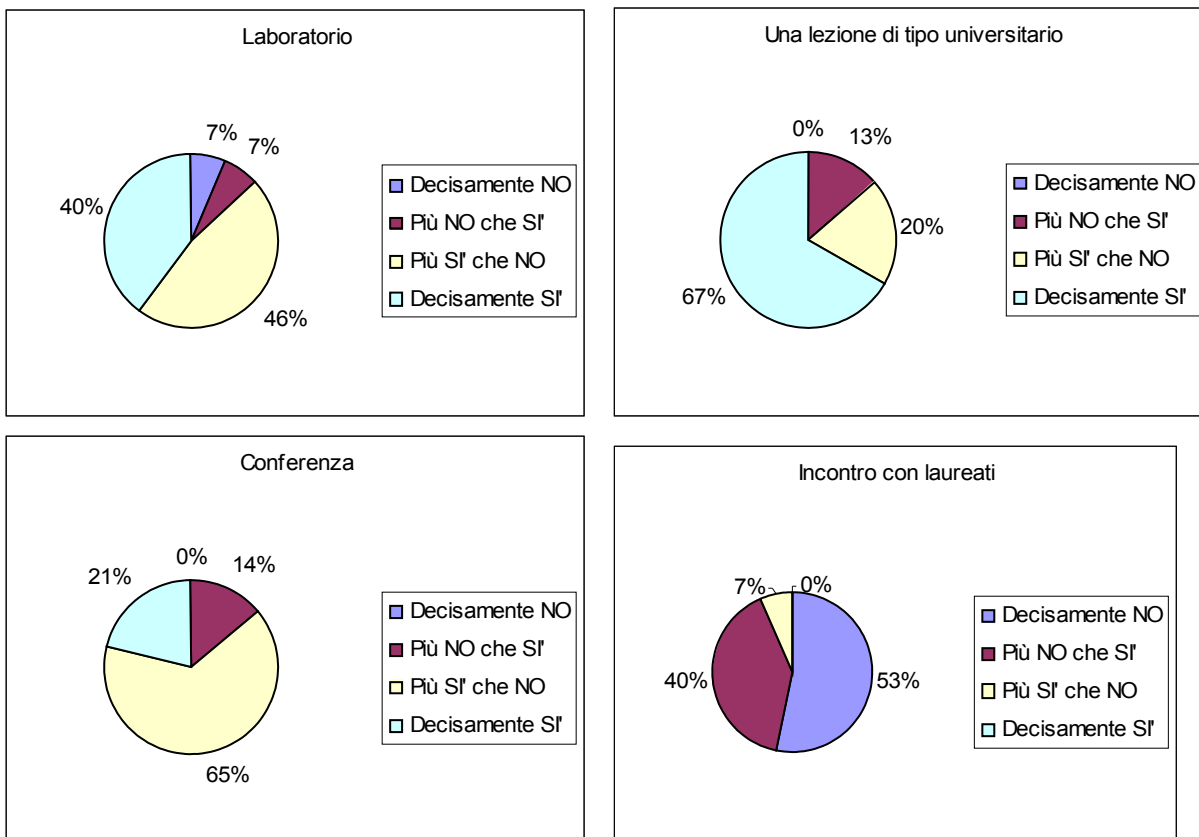 Laboratorio
7%
7%
40%
46%
Decisamente NO
Più NO che SI'
Più SI' che NO
Decisamente SI'
Una lezione di tipo universitario
0%
13%
20%
67%
Decisamente NO
Più NO che SI'
Più SI' che NO
Decisamente SI'
Conferenza
0%
14%
21%
65%
Decisamente NO
Più NO che SI'
Più SI' che NO
Decisamente SI'
Incontro con laureati
7%
0%
40%
53%
Decisamente NO
Più NO che SI'
Più SI' che NO
Decisamente SI'